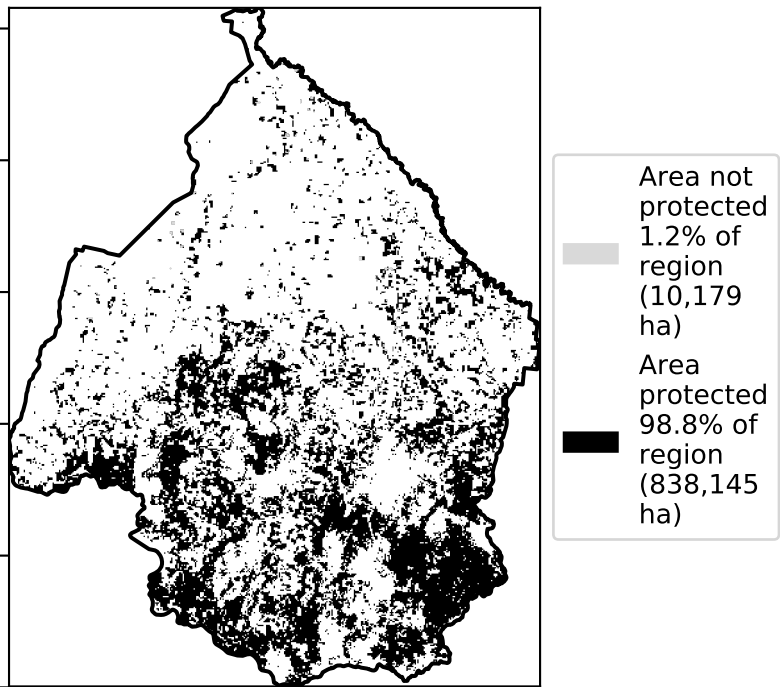 Area not
protected
1.2% of
region
(10,179
ha)
Area
protected
98.8% of
region
(838,145
ha)